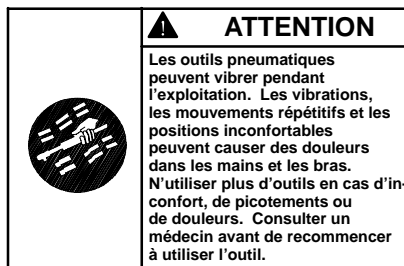 ATTENTION
Les outils pneumatiques
peuvent vibrer pendant
l'exploitation. Les vibrations,
les mouvements répétitifs et les
positions inconfortables
peuvent causer des douleurs
dans les mains et les bras.
N'utiliser plus d'outils en cas d'in-
confort, de picotements ou
de douleurs. Consulter un
médecin avant de recommencer
à utiliser l'outil.